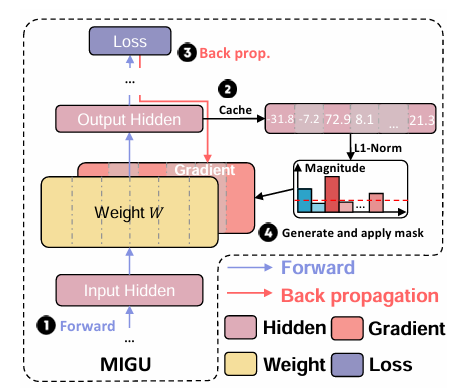 Loss
3 Back prop.
...
2
Cache
Output Hidden
-31.8 -7.2 72.9 8.1 ... 21.3
L1-Norm
Gradient
Magnitude
...
Weight W
4 Generate and apply mask
Input Hidden
Forward
Back propagation
1 Forward
...
Hidden
Gradient
MIGU
Weight
Loss